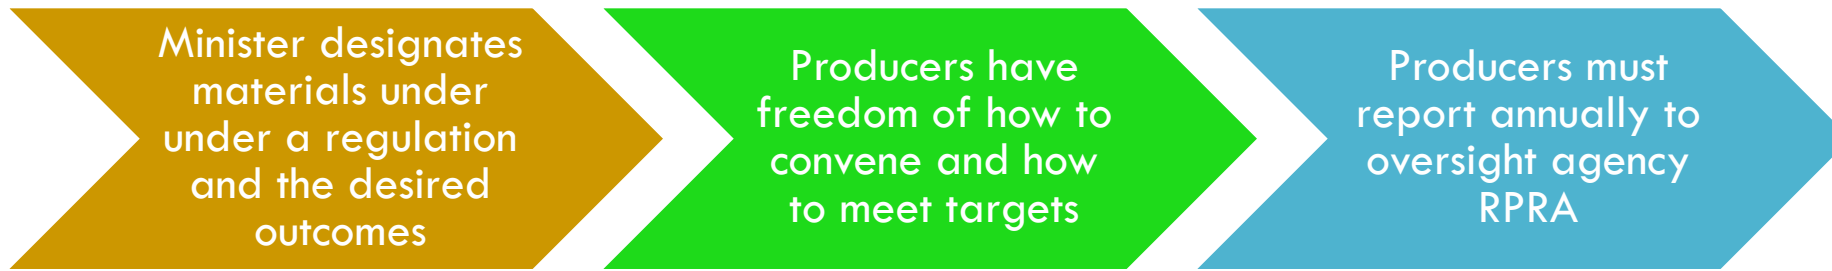 Minister designates
materials under
under a regulation
and the desired
outcomes
Producers have
freedom of how to
convene and how
to meet targets
Producers must
report annually to
oversight agency
RPRA